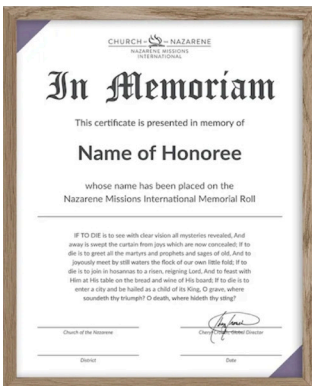 CHURCH OF THE NAZARENE
NAZARENE MISSIONS
INTERNATIONAL
In Memoriam
This certificate is presented in memory of
Name of Honoree
whose name has been placed on the
Nazarene Missions International Memorial Roll
IF TO DIE is to see with clear vision all mysteries revealed, And
away is swept the curtain from joys which are now concealed; If to
die is to greet all the martyrs and prophets and sages of old, And to
joyously meet by still waters the flock of our own little fold; If to
die is to join in hosannas to a risen, reigning Lord, And to feast with
Him at His table on the bread and wine of His board; If to die is to
enter a city and be hailed as a child of its King, O grave, where
soundeth thy triumph? O death, where hideth thy sting?
Church of the Nazarene
Global Director
District
Date